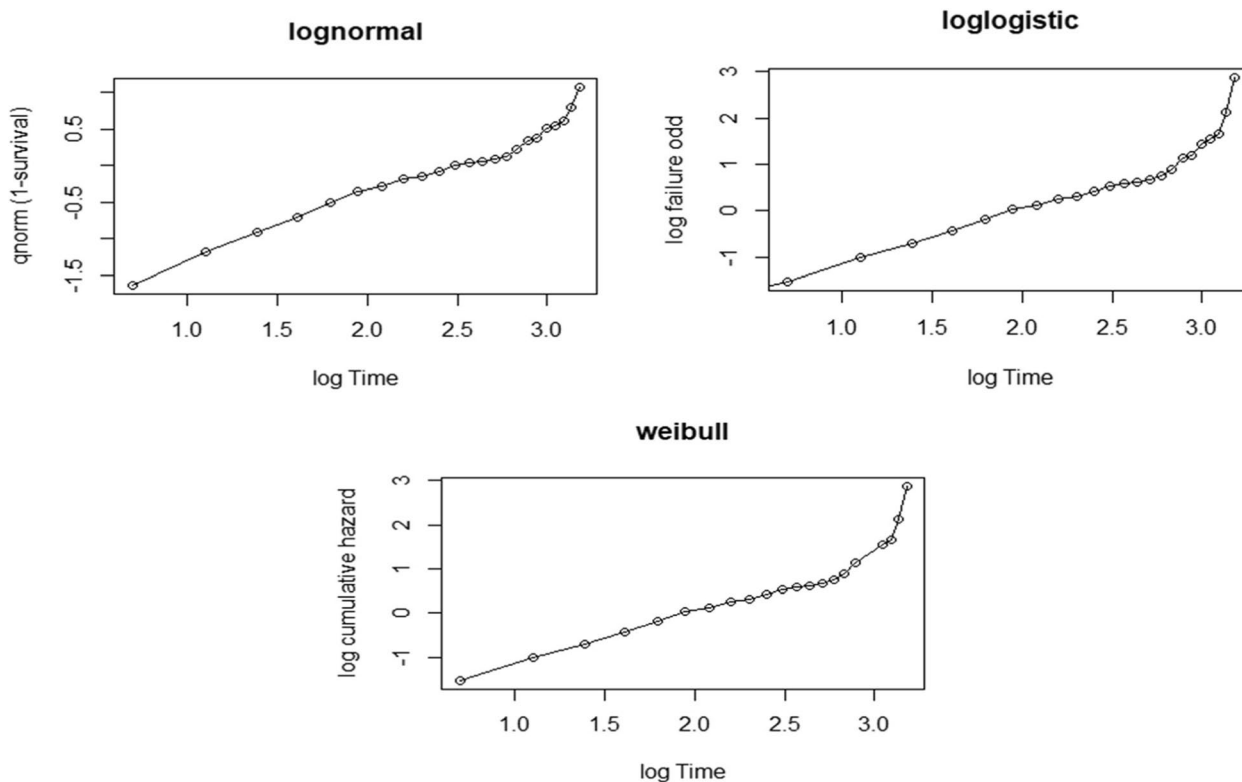 lognormal
qnorm (1-survival)
0.5
-0.5
-1.5
1.0 1.5 2.0 2.5 3.0
log Time
loglogistic
log failure odd
3
2
1
0
-1
1.0 1.5 2.0 2.5 3.0
log Time
weibull
log cumulative hazard
3
2
1
0
-1
1.0 1.5 2.0 2.5 3.0
log Time